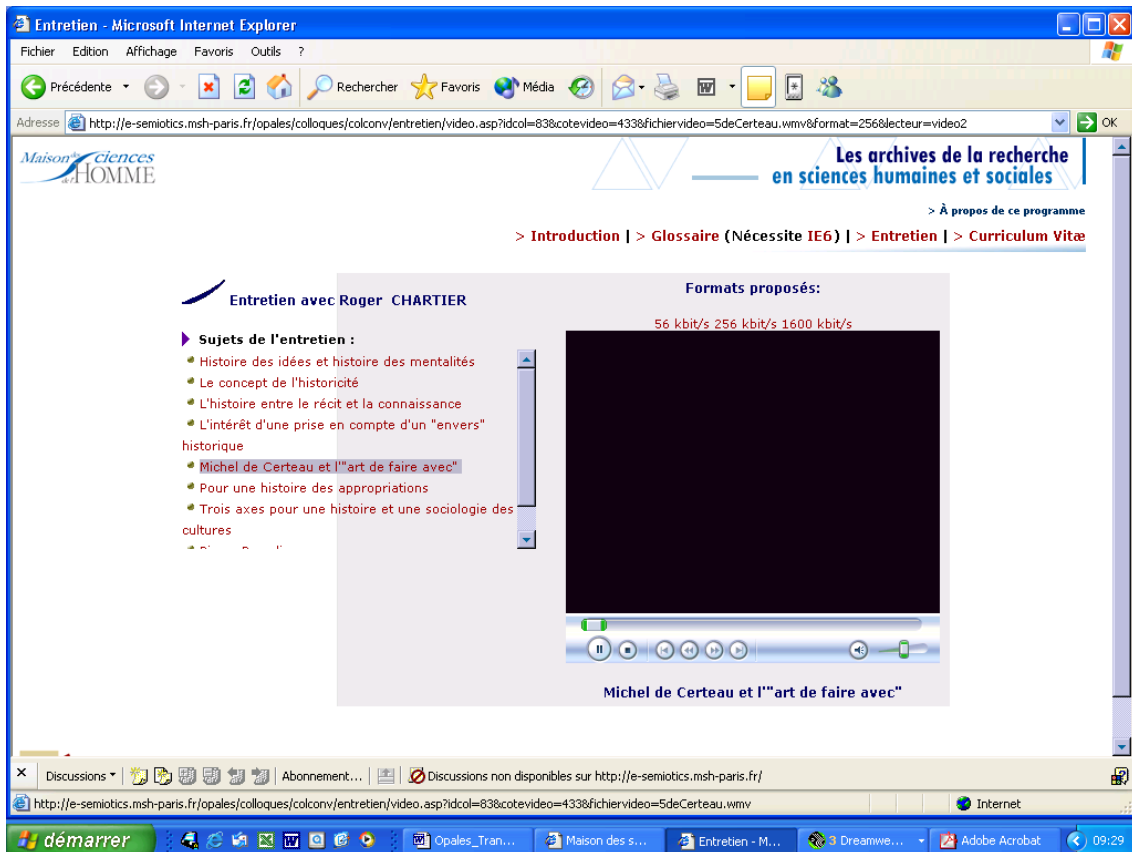 Entretien - Microsoft Internet Explorer
Fichier Edition Affichage Favoris Outils ?
Précédente Rechercher Favoris Média
Adresse http://e-semiotics.msh-paris.fr/opales/colloques/colconv/entretien/video.asp?idcol=83&cotevideo=433&fichiervideo=5deCerteau.wmv&format=256&lecteur=video2 OK
Maison des Sciences
de l'HOMME
Les archives de la recherche
en sciences humaines et sociales
> À propos de ce programme
> Introduction | > Glossaire (Nécessite IE6) | > Entretien | > Curriculum Vitæ
Entretien avec Roger CHARTIER
Sujets de l'entretien :
Histoire des idées et histoire des mentalités
Le concept de l'historicité
L'histoire entre le récit et la connaissance
L'intérêt d'une prise en compte d'un "envers"
historique
Michel de Certeau et l'"art de faire avec"
Pour une histoire des appropriations
Trois axes pour une histoire et une sociologie des
cultures
Formats proposés:
56 kbit/s 256 kbit/s 1600 kbit/s
Michel de Certeau et l'"art de faire avec"
Discussions Abonnement... Discussions non disponibles sur http://e-semiotics.msh-paris.fr/
http://e-semiotics.msh-paris.fr/opales/colloques/colconv/entretien/video.asp?idcol=83&cotevideo=433&fichiervideo=5deCerteau.wmv Internet
démarrer Opales_Tran... Maison des s... Entretien - M... 3 Dreamwe... Adobe Acrobat 09:29